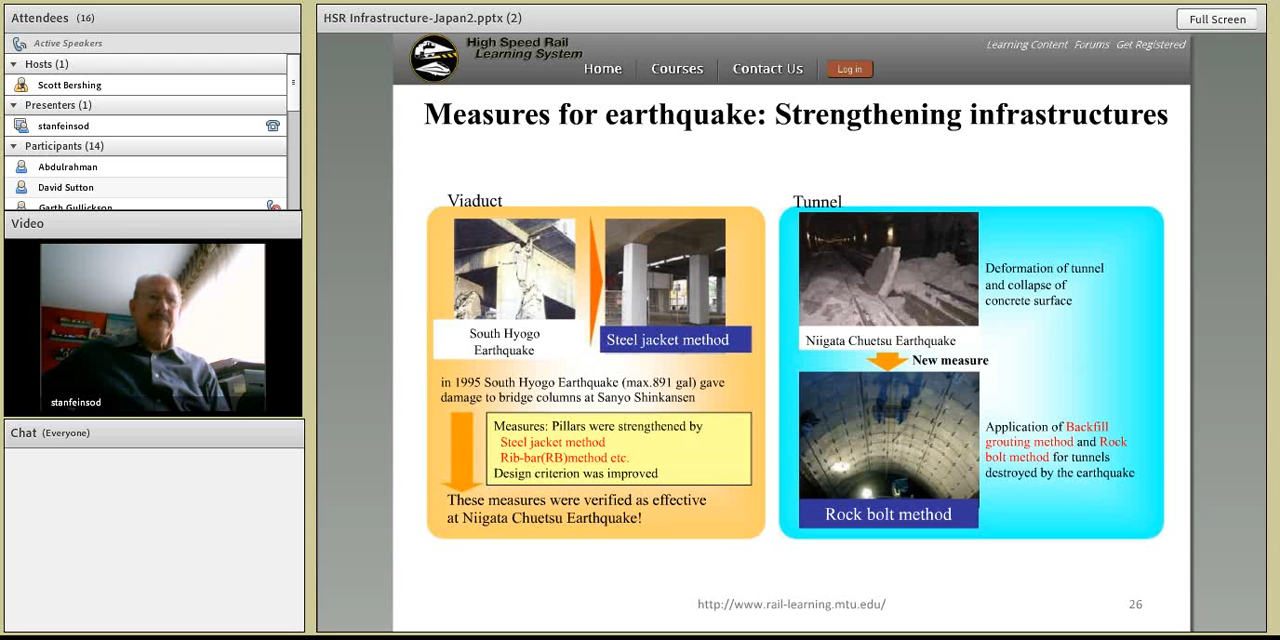 Attendees (16)
Active Speakers
Hosts (1)
Scott Bershing
Presenters (1)
stanfeinsod
Participants (14)
Abdulrahman
David Sutton
Garth Gullickson
Video
stanfeinsod
Chat (Everyone)
HSR Infrastructure-Japan2.pptx (2)
Full Screen
High Speed Rail
Learning System
Learning Content Forums Get Registered
Home
Courses
Contact Us
Log in
Measures for earthquake: Strengthening infrastructures
Viaduct
South Hyogo
Earthquake
Steel jacket method
in 1995 South Hyogo Earthquake (max.891 gal) gave
damage to bridge columns at Sanyo Shinkansen
Measures: Pillars were strengthened by
Steel jacket method
Rib-bar(RB)method etc.
Design criterion was improved
These measures were verified as effective
at Niigata Chuetsu Earthquake!
Tunnel
Deformation of tunnel
and collapse of
concrete surface
Niigata Chuetsu Earthquake
New measure
Application of Backfill
grouting method and Rock
bolt method for tunnels
destroyed by the earthquake
Rock bolt method
http://www.rail-learning.mtu.edu/
26